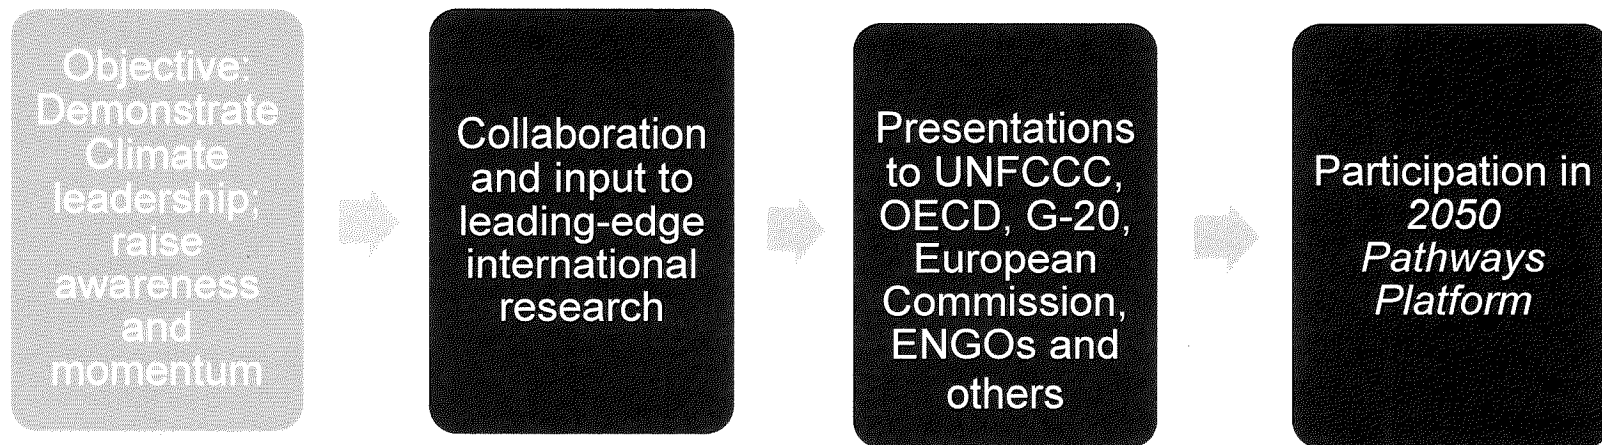 Objective:
Demonstrate
Climate
leadership;
raise
awareness
and
momentum
Collaboration
and input to
leading-edge
international
research
Presentations
to UNFCCC,
OECD, G-20,
European
Commission,
ENGOs and
others
Participation in
2050
Pathways
Platform